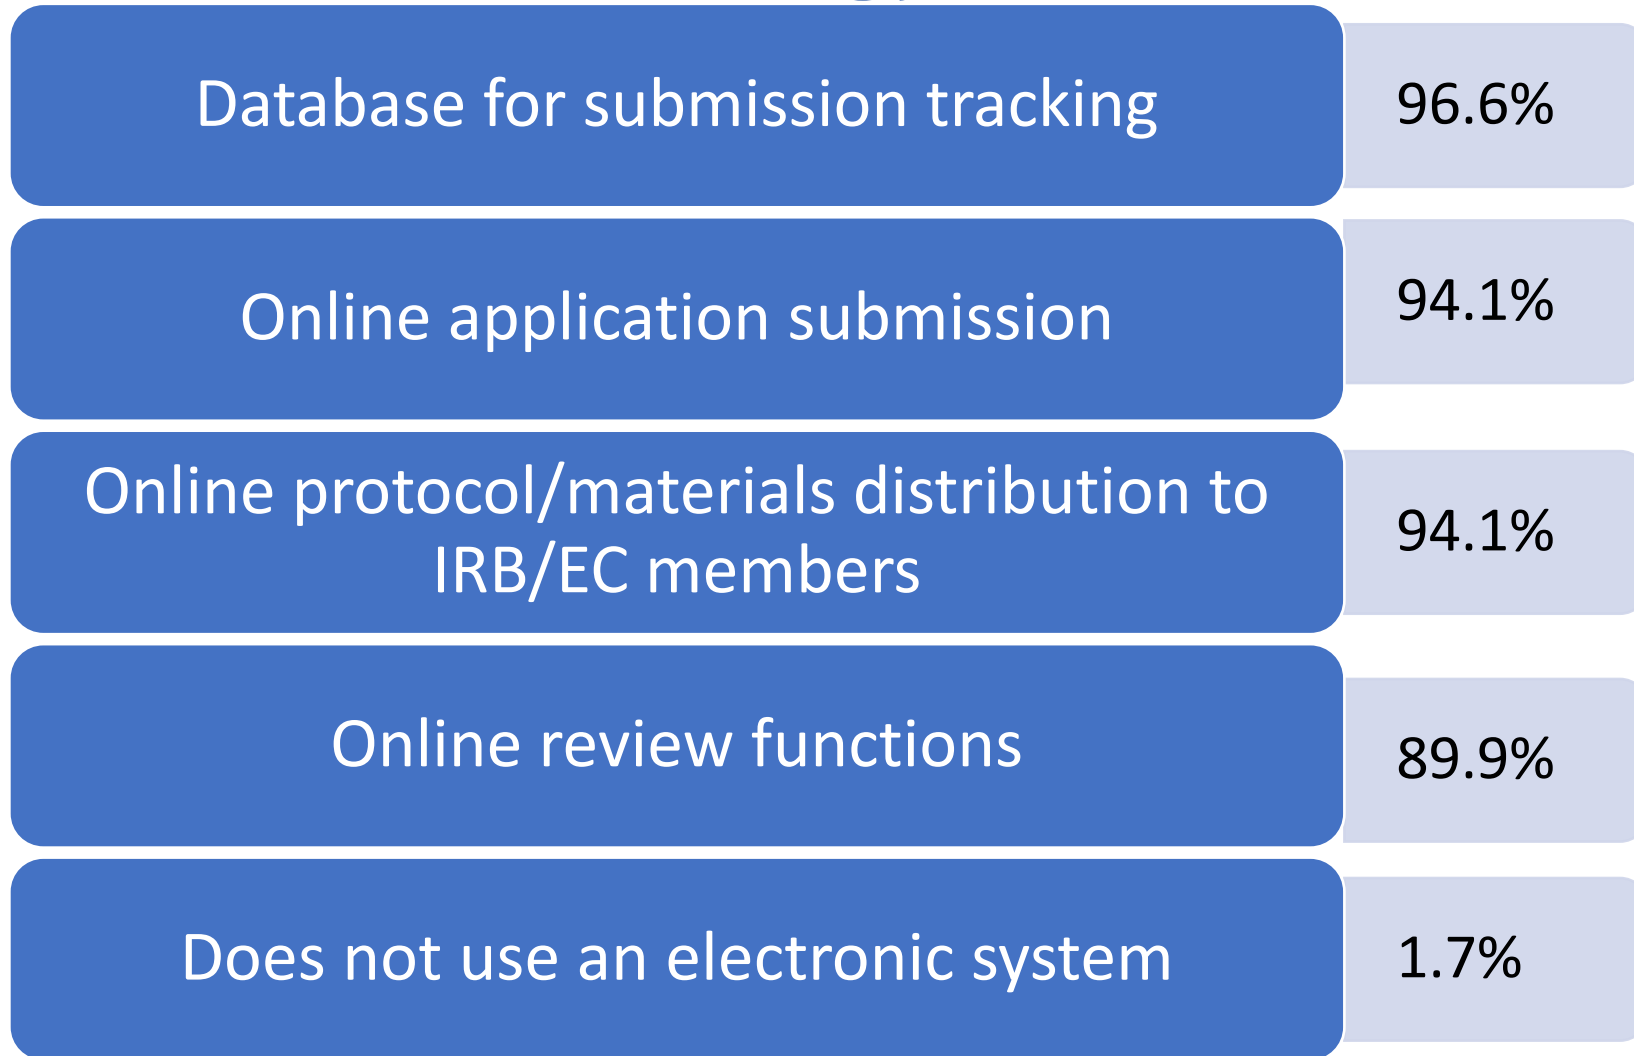 Database for submission tracking
96.6%
Online application submission
94.1%
Online protocol/materials distribution to
IRB/EC members
94.1%
Online review functions
89.9%
Does not use an electronic system
1.7%